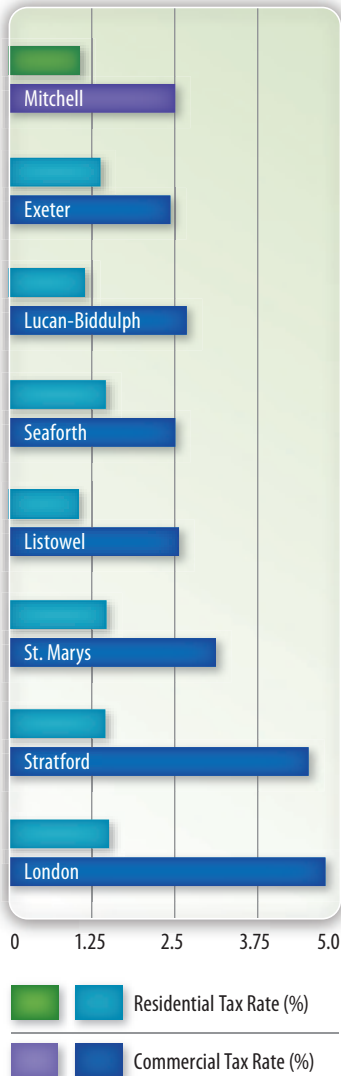 Mitchell
Exeter
Lucan-Biddulph
Seaforth
Listowel
St. Marys
Stratford
London
0 1.25 2.5 3.75 5.0
Residential Tax Rate (%)
Commercial Tax Rate (%)